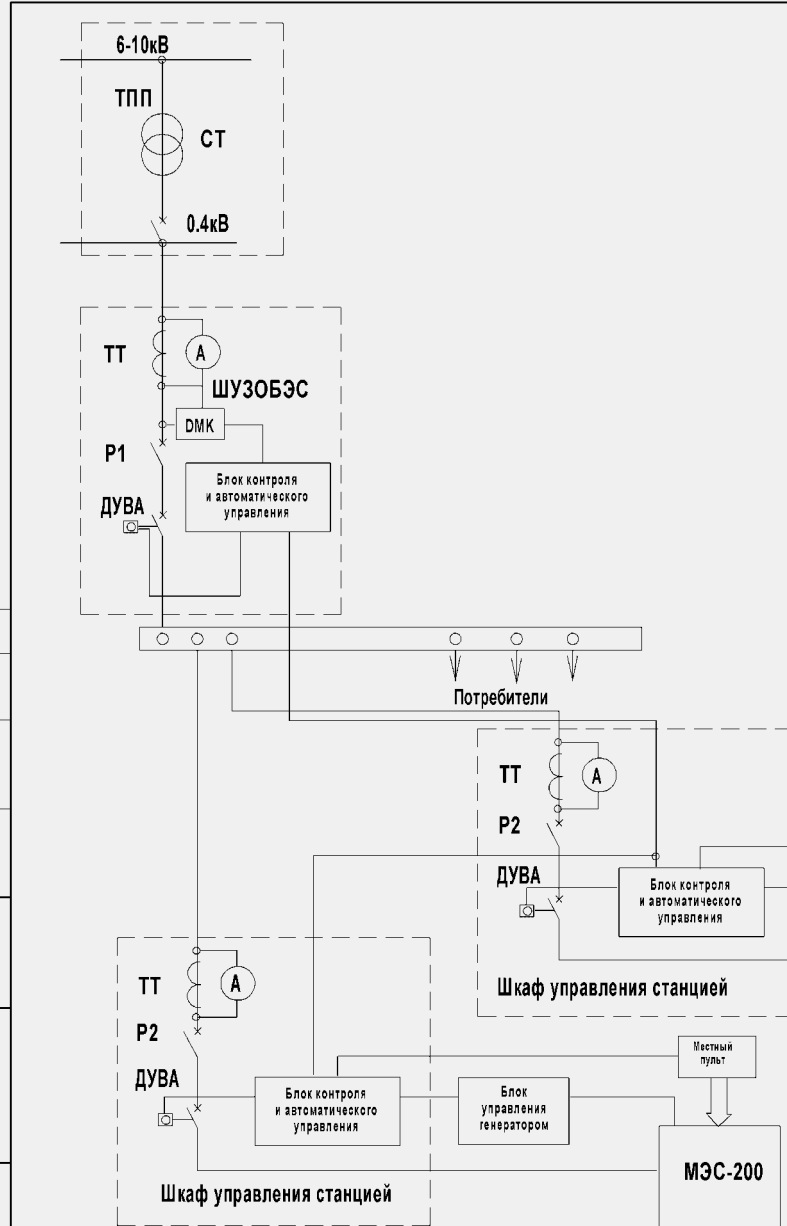 6-10кВ
ТПП
СТ
0.4кВ
ТТ
А
ШУЗОБЭС
DMK
Р1
Блок контроля
и автоматического
управления
ДУВА
Потребители
ТТ
А
Р2
ДУВА
Блок контроля
и автоматического
управления
Шкаф управления станцией
ТТ
А
Р2
Местный
пульт
ДУВА
Блок контроля
и автоматического
управления
Блок
управления
генератором
МЭС-200
Шкаф управления станцией